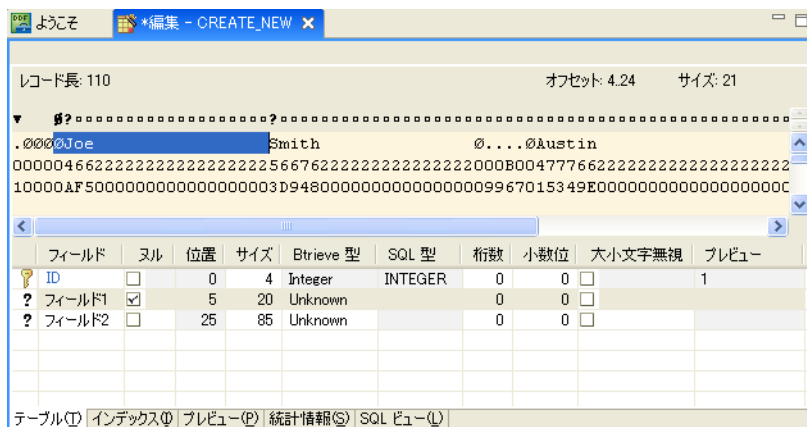 ようこそ
*編集 - CREATE_NEW
レコード長: 110 オフセット: 4..24 サイズ: 21
.ØØØØJoe Smith Ø....ØAustin
0000046622222222222222222566762222222222222220000B0047776622222222222222222222
10000AF5000000000000000003D94800000000000000009967015349E0000000000000000000
フィールド ヌル 位置 サイズ Btrieve 型 SQL 型 桁数 小数位 大小文字無視 プレビュー
ID 0 4 Integer INTEGER 0 0 1
? フィールド1 5 20 Unknown 0 0
? フィールド2 25 85 Unknown 0 0
テーブル(T) インデックス(I) プレビュー(P) 統計情報(S) SQL ビュー(L)